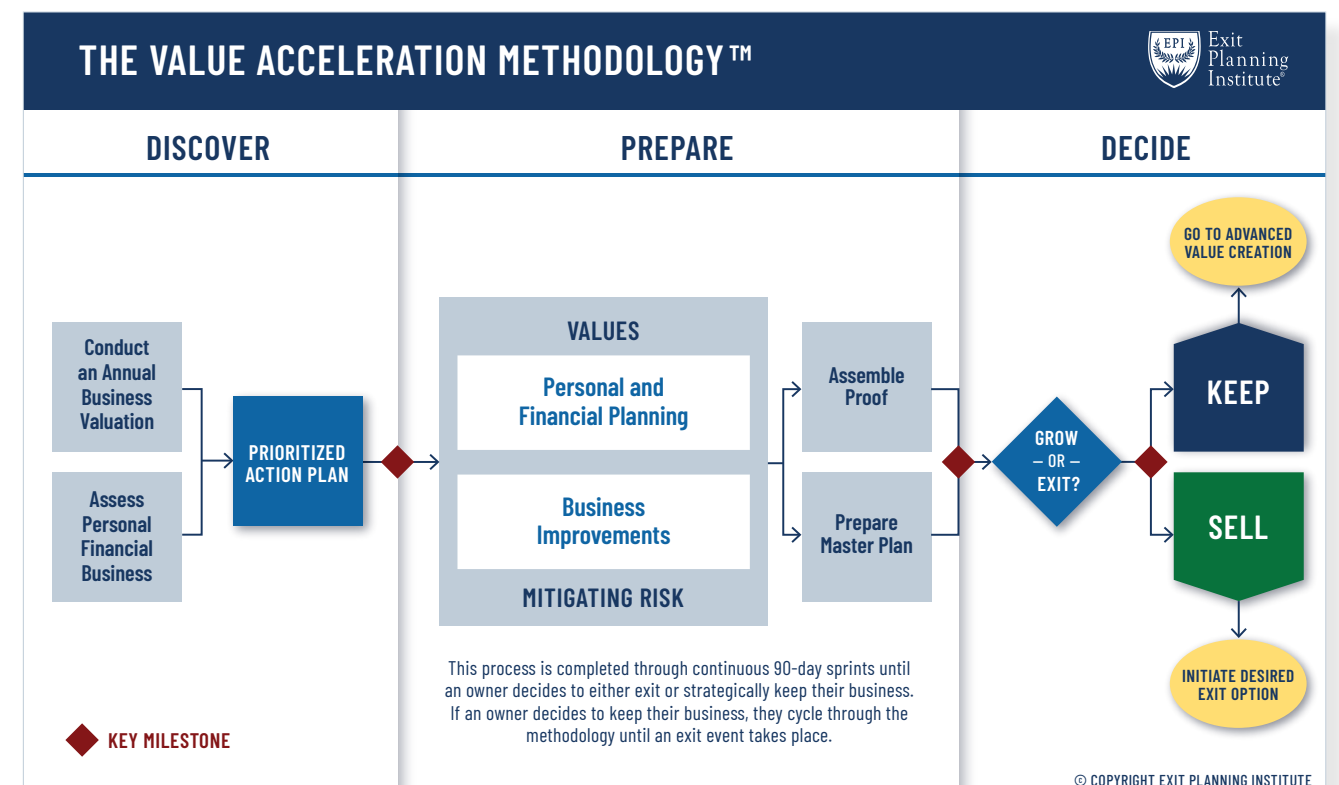 THE VALUE ACCELERATION METHODOLOGY™
EPI
Exit
Planning
Institute®
DISCOVER
PREPARE
DECIDE
Conduct
an Annual
Business
Valuation
Assess
Personal
Financial
Business
PRIORITIZED
ACTION PLAN
KEY MILESTONE
VALUES
Personal and
Financial Planning
Business
Improvements
MITIGATING RISK
Assemble
Proof
Prepare
Master Plan
This process is completed through continuous 90-day sprints until
an owner decides to either exit or strategically keep their business.
If an owner decides to keep their business, they cycle through the
methodology until an exit event takes place.
GROW
– OR –
EXIT?
GO TO ADVANCED
VALUE CREATION
KEEP
SELL
INITIATE DESIRED
EXIT OPTION
© COPYRIGHT EXIT PLANNING INSTITUTE